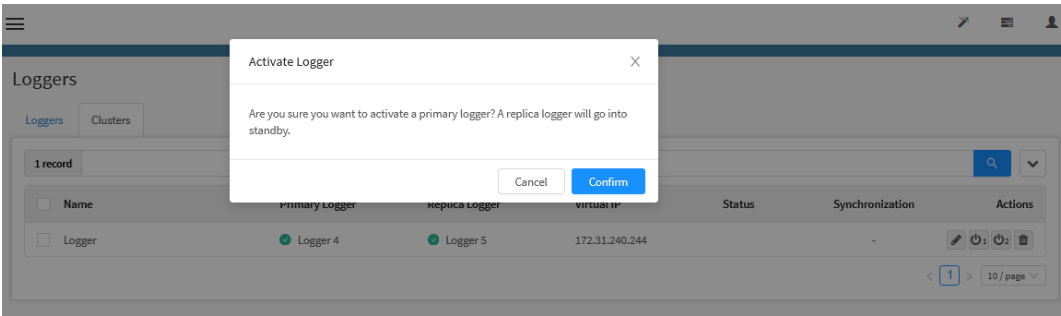 Activate Logger
Are you sure you want to activate a primary logger? A replica logger will go into
standby.
Cancel
Confirm
Loggers
Loggers
Clusters
1 record
Name
Primary Logger
Replica Logger
Virtual IP
Status
Synchronization
Actions
Logger
Logger 4
Logger 5
172.31.240.244
-
1
2
< 1 >
10 / page